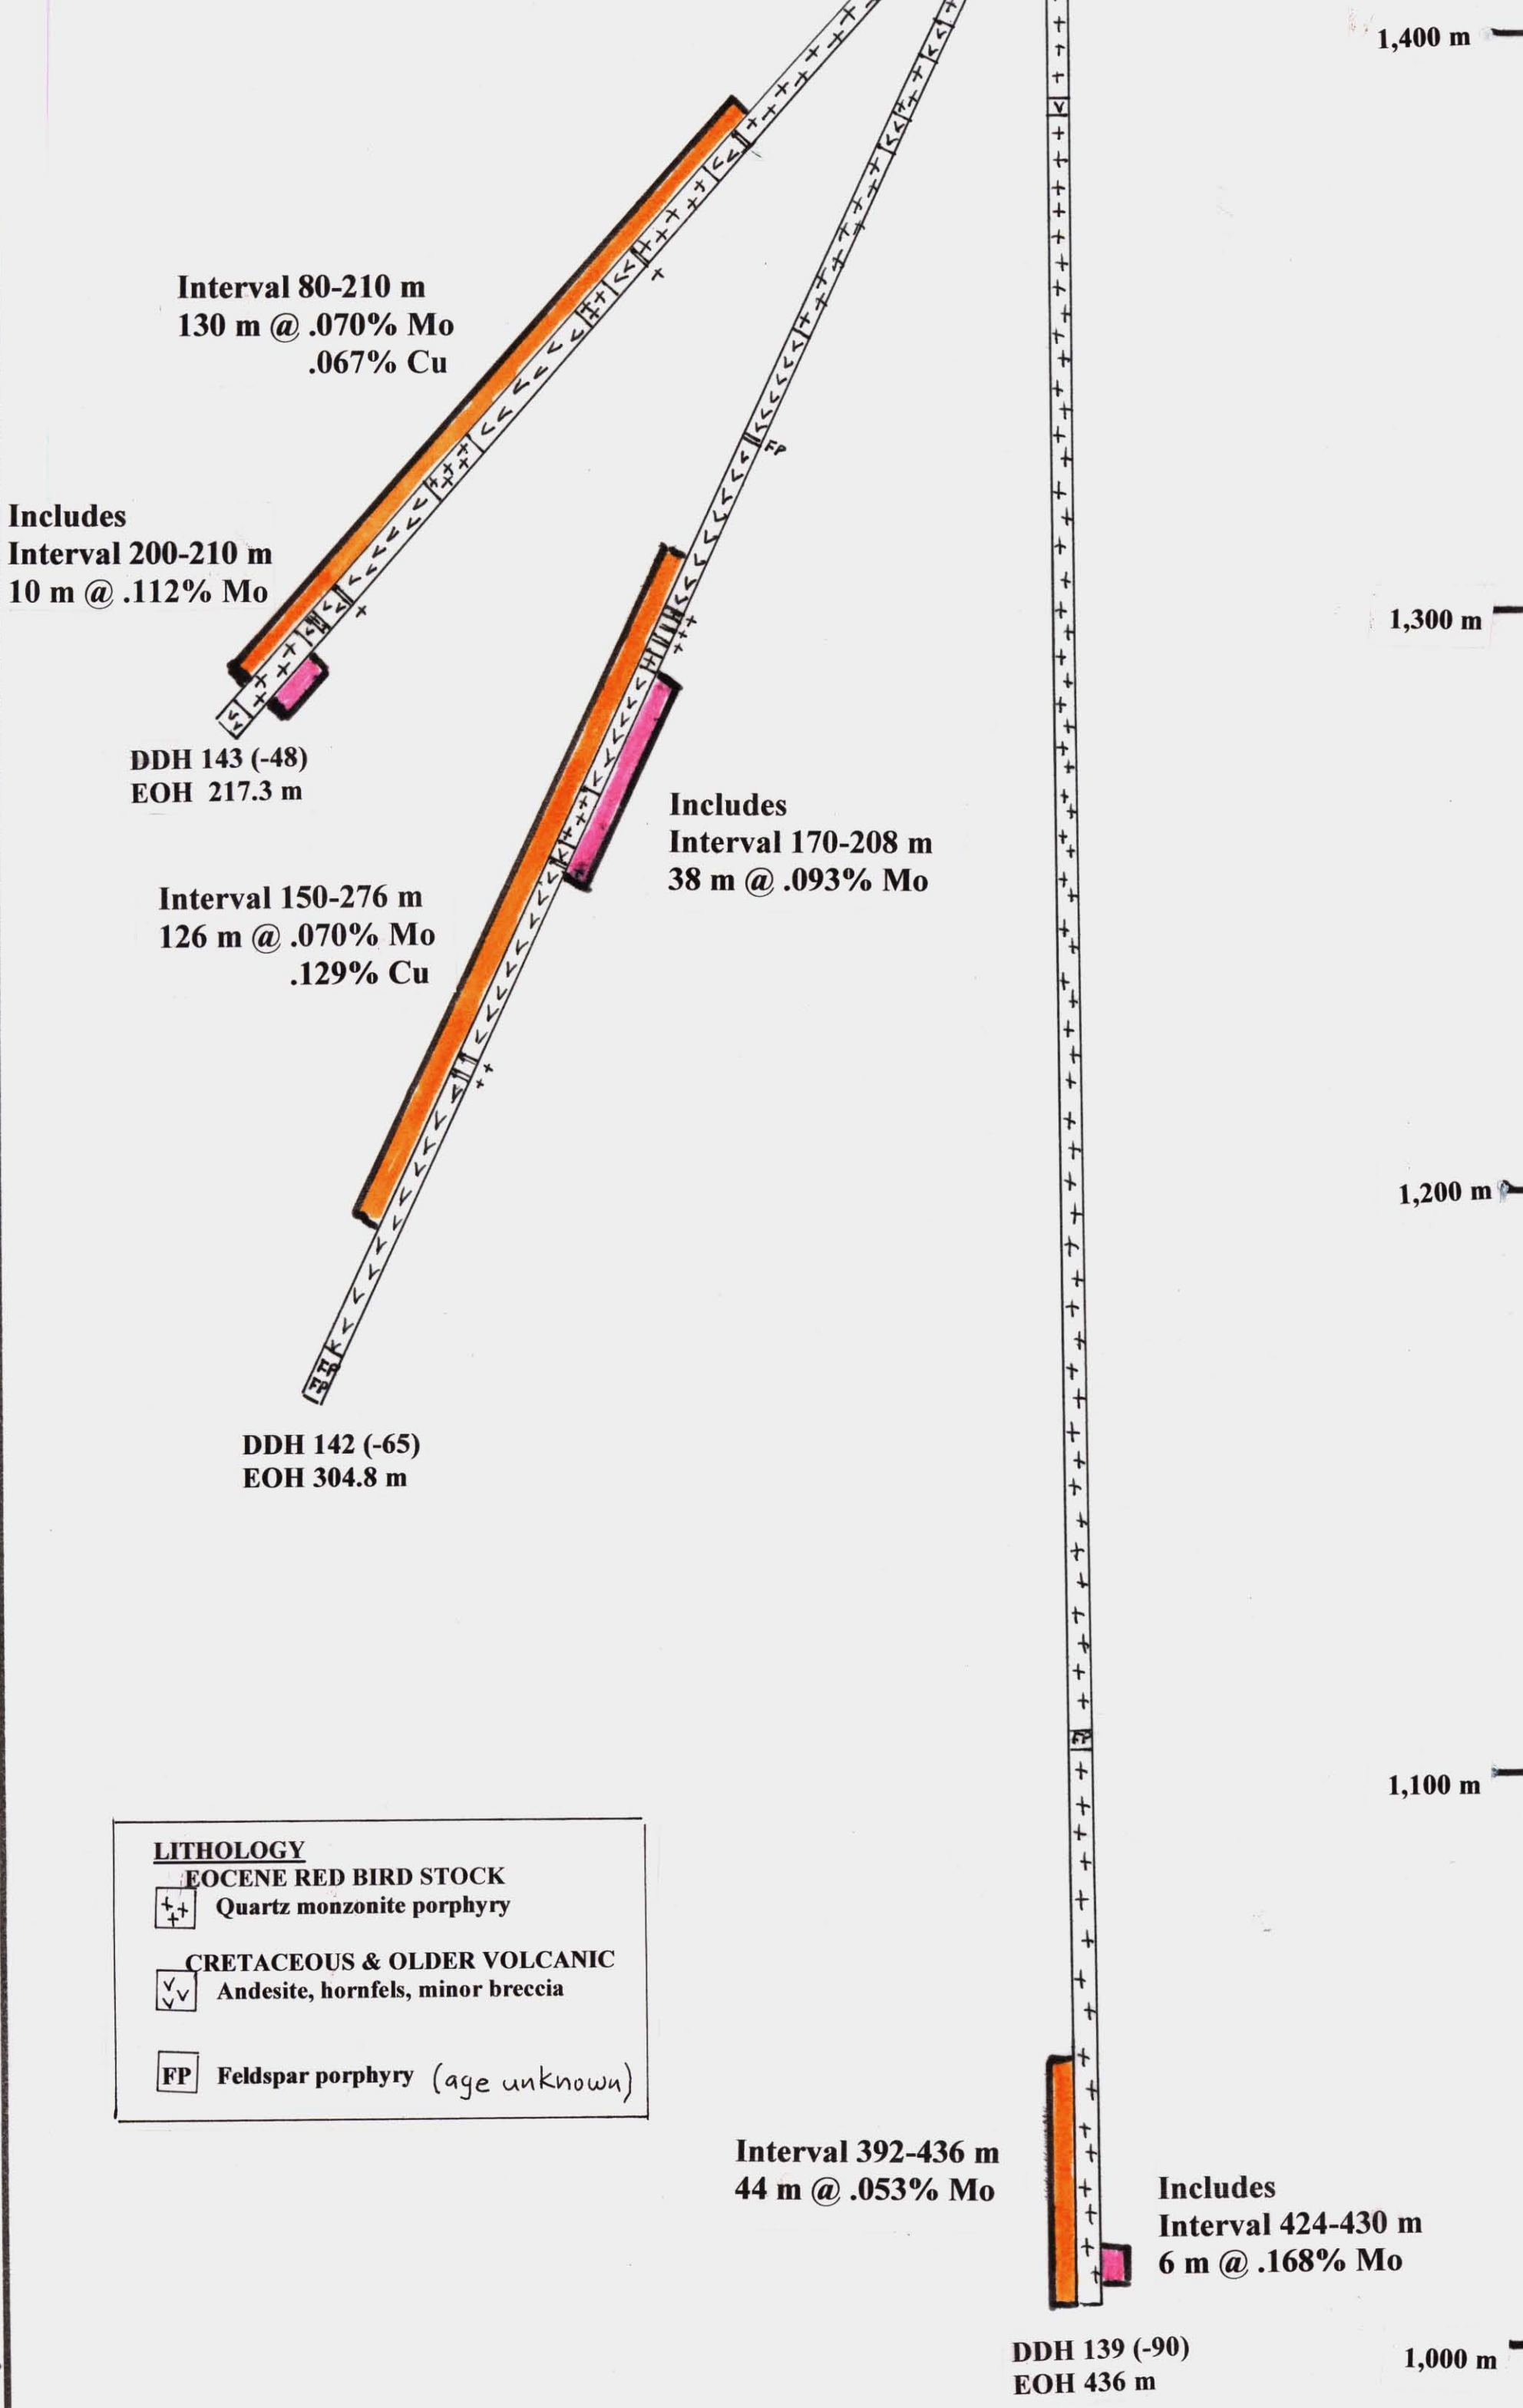 1,400 m
Interval 80-210 m
130 m @ .070% Mo
.067% Cu
FP
Includes
Interval 200-210 m
10 m @ .112% Mo
1,300 m
DDH 143 (-48)
EOH 217.3 m
Includes
Interval 170-208 m
38 m @ .093% Mo
Interval 150-276 m
126 m @ .070% Mo
.129% Cu
1,200 m
FP
DDH 142 (-65)
EOH 304.8 m
FP
1,100 m
LITHOLOGY
EOCENE RED BIRD STOCK
Quartz monzonite porphyry
CRETACEOUS & OLDER VOLCANIC
Andesite, hornfels, minor breccia
FP Feldspar porphyry (age unknown)
Interval 392-436 m
44 m @ .053% Mo
Includes
Interval 424-430 m
6 m @ .168% Mo
DDH 139 (-90)
EOH 436 m
1,000 m